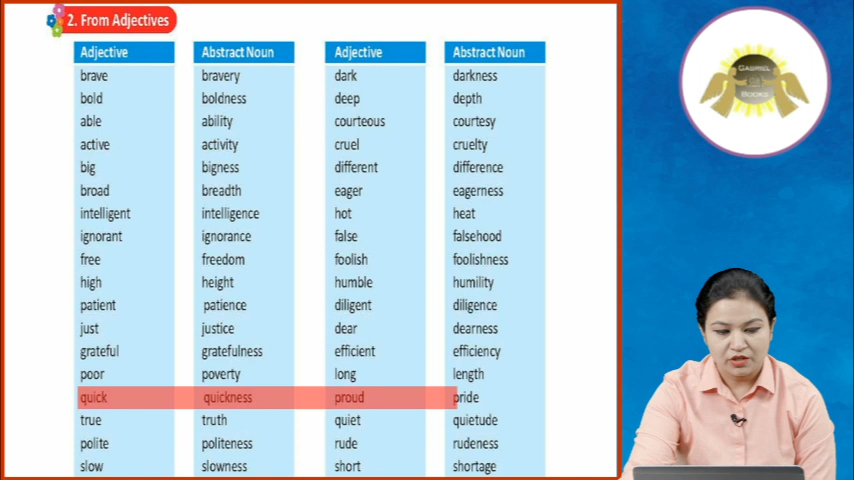 2. From Adjectives
Adjective Abstract Noun Adjective Abstract Noun
brave bravery dark darkness
bold boldness deep depth
able ability courteous courtesy
active activity cruel cruelty
big bigness different difference
broad breadth eager eagerness
intelligent intelligence hot heat
ignorant ignorance false falsehood
free freedom foolish foolishness
high height humble humility
patient patience diligent diligence
just justice dear dearness
grateful gratefulness efficient efficiency
poor poverty long length
quick quickness proud pride
true truth quiet quietude
polite politeness rude rudeness
slow slowness short shortage
GABRIEL
BOOKS